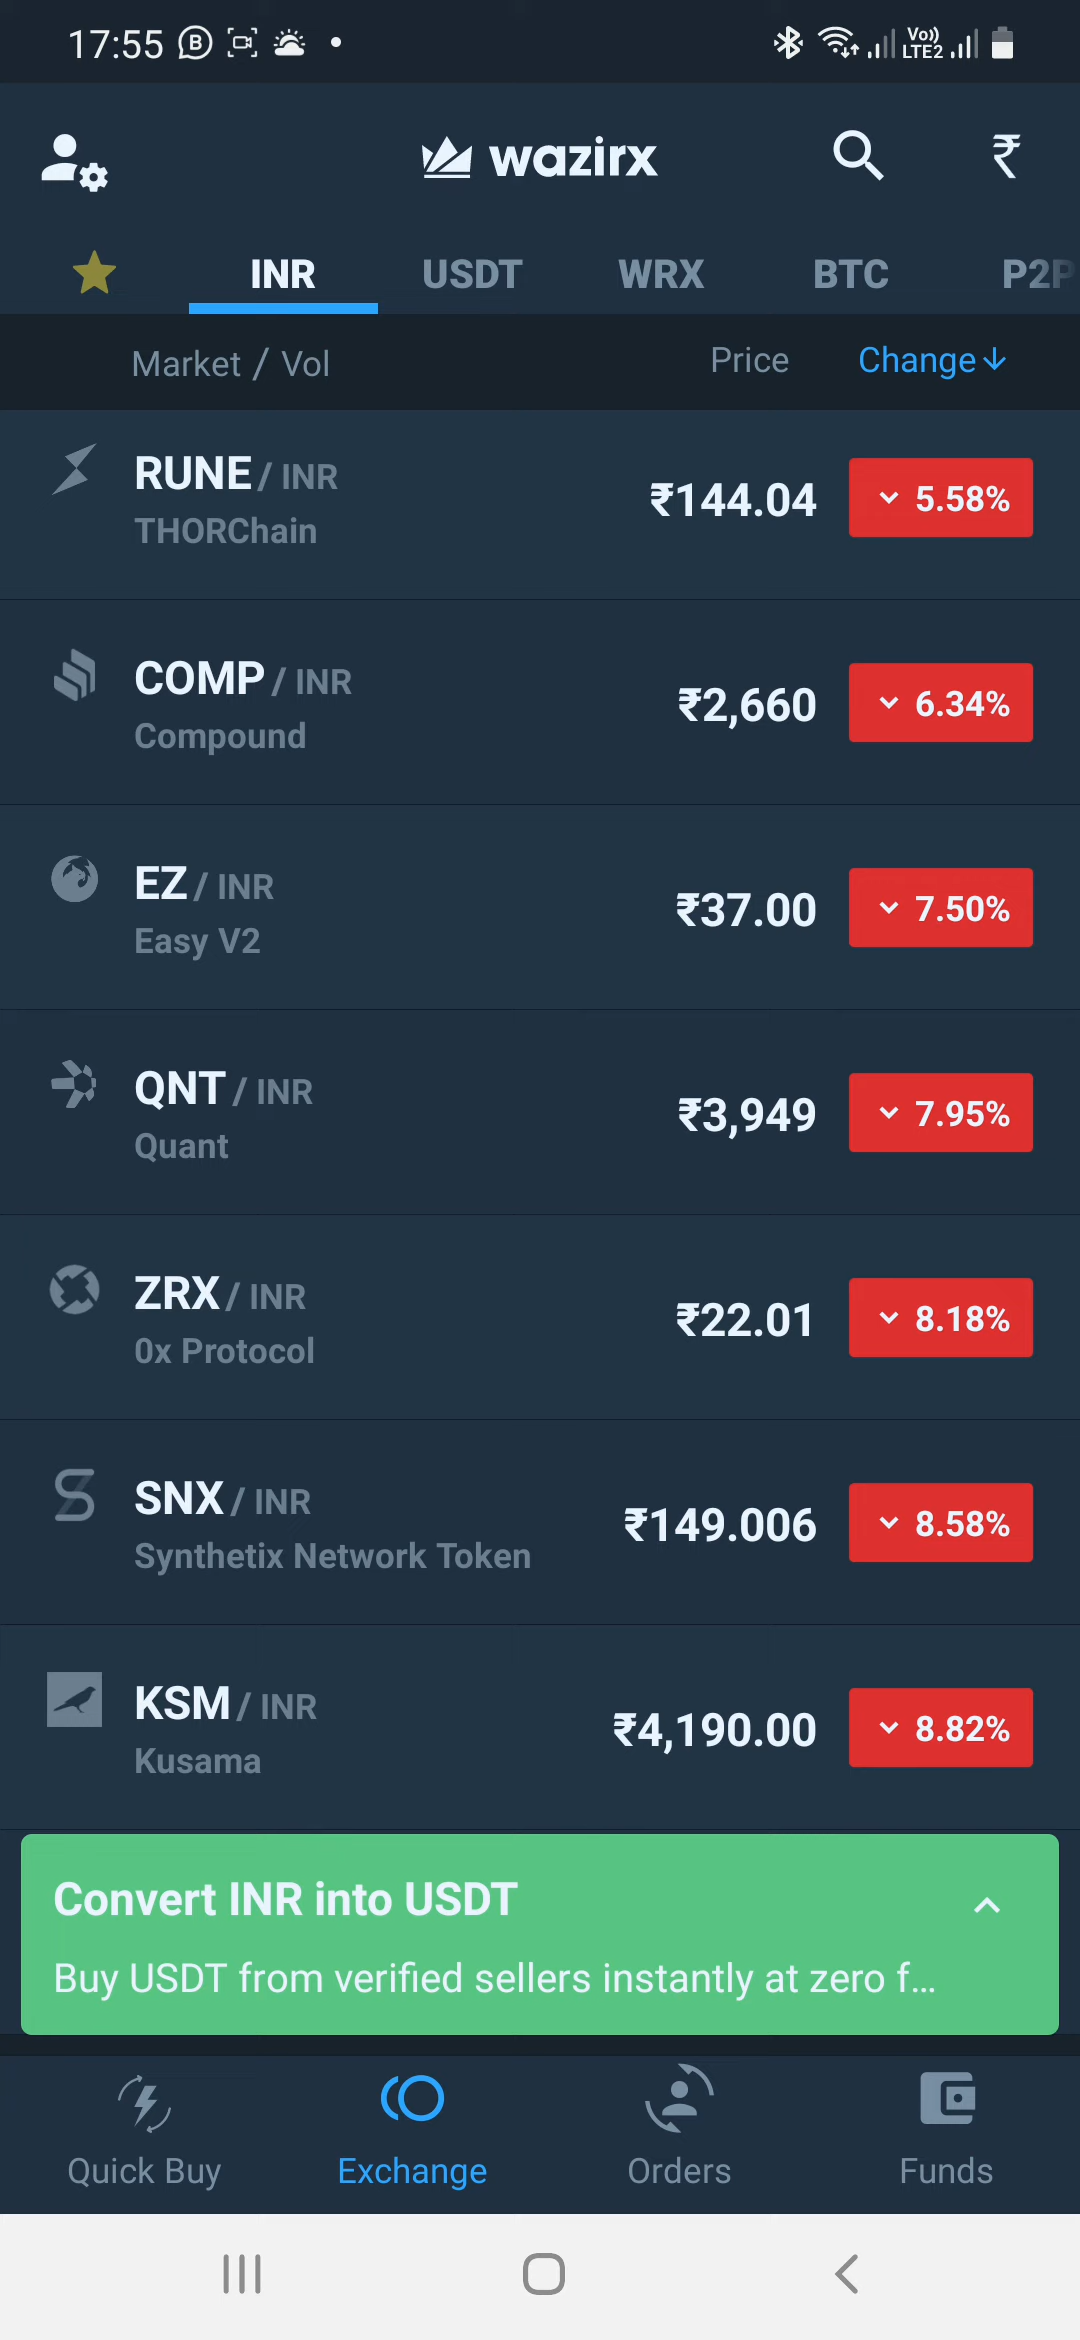 17:55
Vo))
LTE2
wazirx
₹
INR USDT WRX BTC P2P
Market / Vol Price Change↓
RUNE / INR
THORChain
₹144.04 5.58%
COMP / INR
Compound
₹2,660 6.34%
EZ / INR
Easy V2
₹37.00 7.50%
QNT / INR
Quant
₹3,949 7.95%
ZRX / INR
0x Protocol
₹22.01 8.18%
SNX / INR
Synthetix Network Token
₹149.006 8.58%
KSM / INR
Kusama
₹4,190.00 8.82%
Convert INR into USDT
Buy USDT from verified sellers instantly at zero f...
Quick Buy Exchange Orders Funds